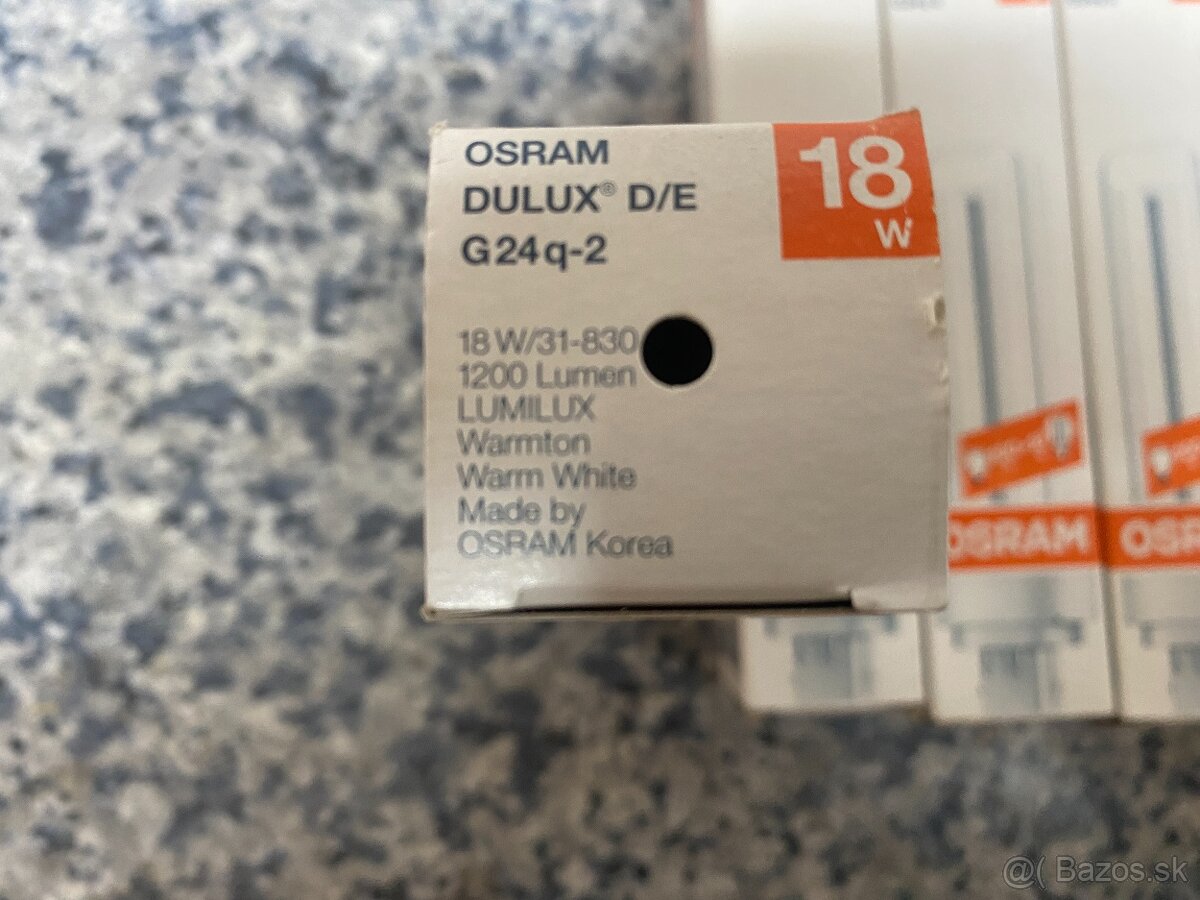 OSRAM
DULUX® D/E
G24q-2
18
W
18 W/31-830
1200 Lumen
LUMILUX
Warmton
Warm White
Made by
OSRAM Korea
OSRAM
OSR
@( Bazos.sk